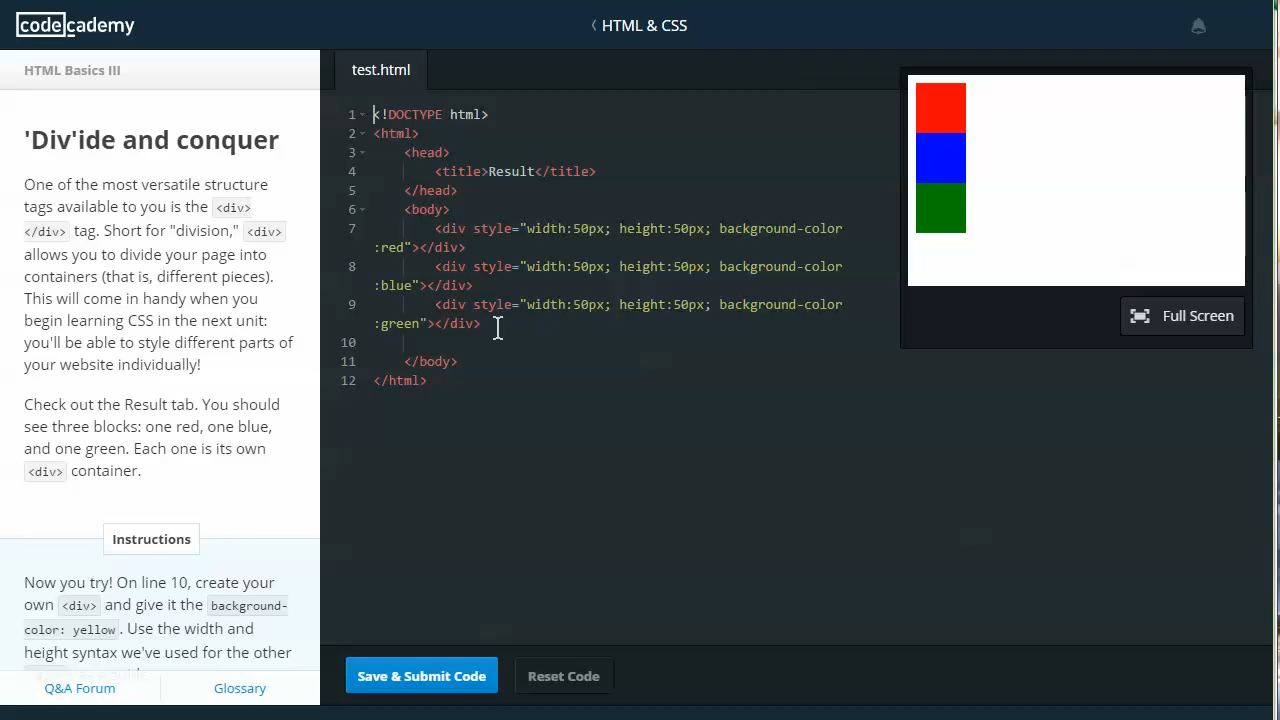 codecademy
HTML & CSS
HTML Basics III
'Div'ide and conquer
One of the most versatile structure
tags available to you is the <div>
</div> tag. Short for "division," <div>
allows you to divide your page into
containers (that is, different pieces).
This will come in handy when you
begin learning CSS in the next unit:
you'll be able to style different parts of
your website individually!
Check out the Result tab. You should
see three blocks: one red, one blue,
and one green. Each one is its own
<div> container.
Instructions
Now you try! On line 10, create your
own <div> and give it the background-
color: yellow. Use the width and
height syntax we've used for the other
Q&A Forum
Glossary
test.html
1 <!DOCTYPE html>
2 <html>
3 <head>
4 <title>Result</title>
5 </head>
6 <body>
7 <div style="width:50px; height:50px; background-color
:red"></div>
8 <div style="width:50px; height:50px; background-color
:blue"></div>
9 <div style="width:50px; height:50px; background-color
:green"></div>
10
11 </body>
12 </html>
Full Screen
Save & Submit Code
Reset Code